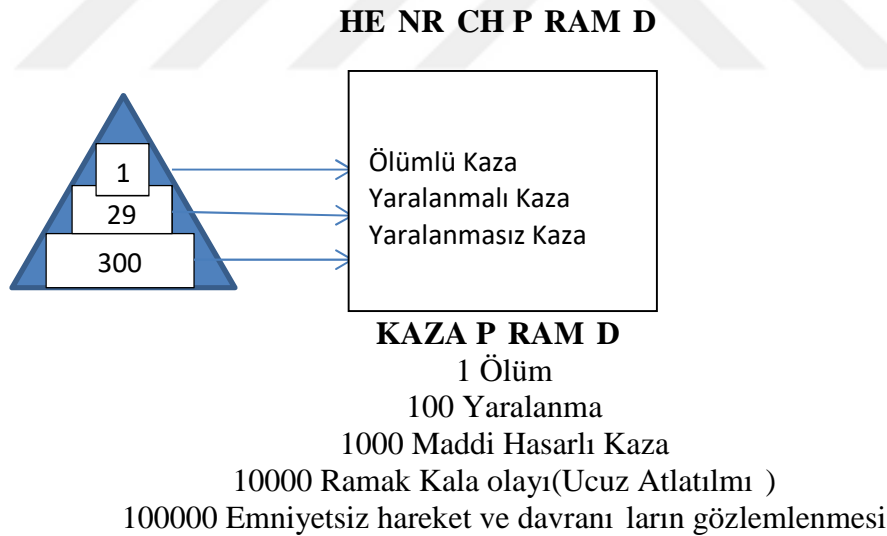 HE NR CH P RAM D
1
29
300
Ölümlü Kaza
Yaralanmalı Kaza
Yaralanmasız Kaza
KAZA P RAM D
1 Ölüm
100 Yaralanma
1000 Maddi Hasarlı Kaza
10000 Ramak Kala olayı(Ucuz Atlatılmı )
100000 Emniyetsiz hareket ve davranı ların gözlemlenmesi